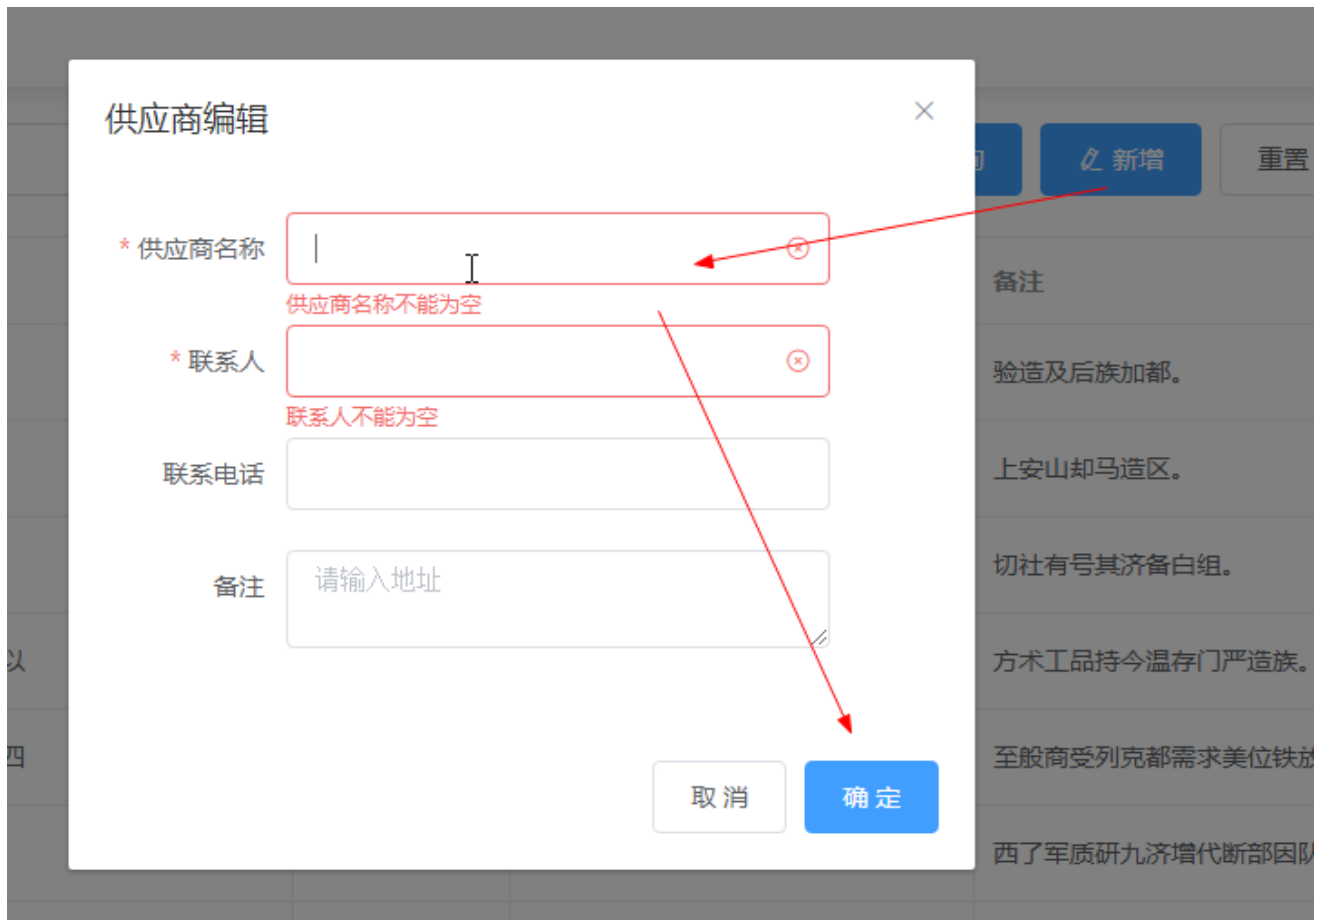 供应商编辑
新增
重置
* 供应商名称
供应商名称不能为空
备注
* 联系人
联系人不能为空
验造及后族加都。
联系电话
上安山却马造区。
备注
请输入地址
切社有号其济备白组。
以
方术工品持今温存门严造族。
四
至般商受列克都需求美位铁放
取 消
确 定
西了军质研九济增代断部因队